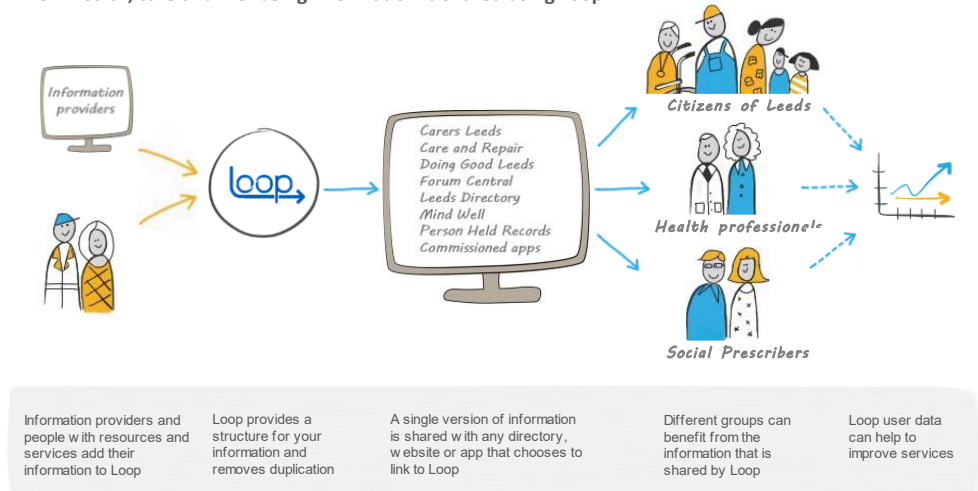 Information
providers
loop
Carers Leeds
Care and Repair
Doing Good Leeds
Forum Central
Leeds Directory
Mind Well
Person Held Records
Commissioned apps
Citizens of Leeds
Health professionals
Social Prescribers
Information providers and
people with resources and
services add their
information to Loop
Loop provides a
structure for your
information and
removes duplication
A single version of information
is shared with any directory,
website or app that chooses to
link to Loop
Different groups can
benefit from the
information that is
shared by Loop
Loop user data
can help to
improve services